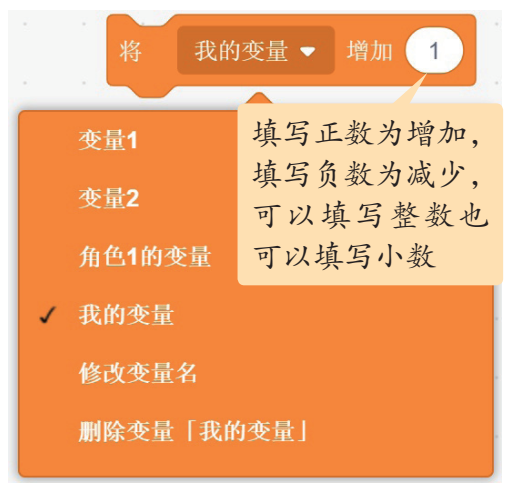 将 我的变量 增加 1
填写正数为增加，
填写负数为减少，
可以填写整数也
可以填写小数
变量1
变量2
角色1的变量
我的变量
修改变量名
删除变量「我的变量」